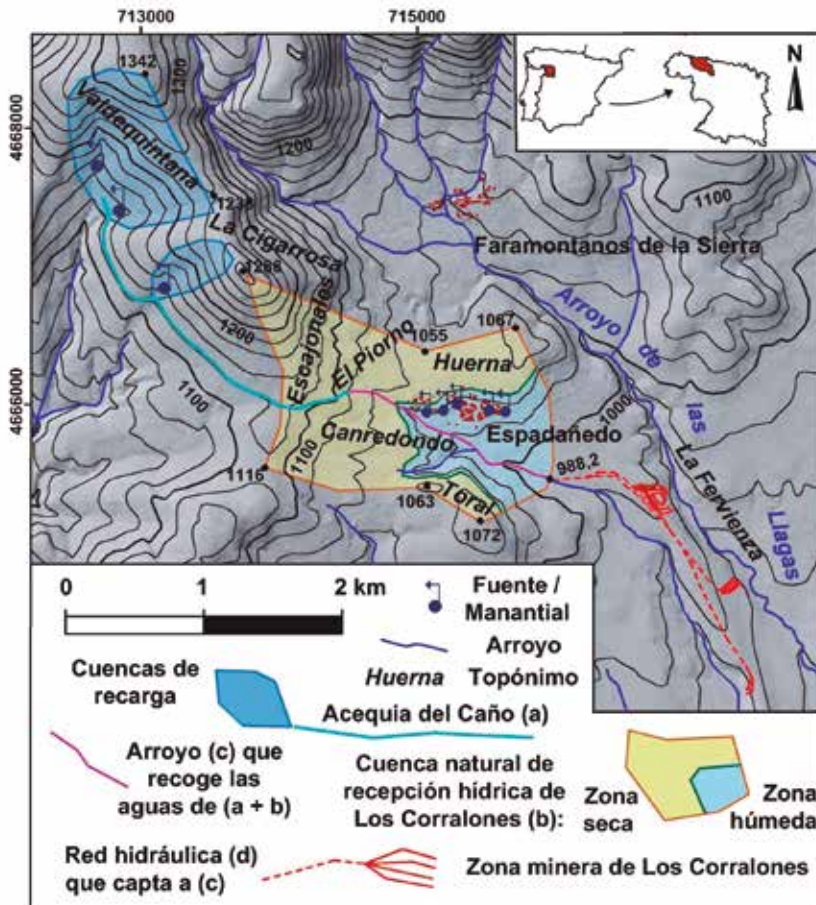 713000
715000
4668000
4666000
N
1342
1300
Valdequintana
1200
1100
La Cigarrosa
Faramontanos de la Sierra
1286
1200
Escajonales
El Piorno
1055
1067
Huerna
Arroyo de las Llagas
1100
1000
Canredondo
Espadañedo
1116
1100
988,2
La Fervienza
1063
Toral
1072
0
1
2 km
Fuente /
Manantial
Arroyo
Huerna
Topónimo
Cuencas de
recarga
Acequia del Caño (a)
Arroyo (c) que
recoge las
aguas de (a + b)
Cuenca natural de
recepción hídrica de
Los Corralones (b):
Zona
seca
Zona
húmeda
Red hidráulica (d)
que capta a (c)
Zona minera de Los Corralones